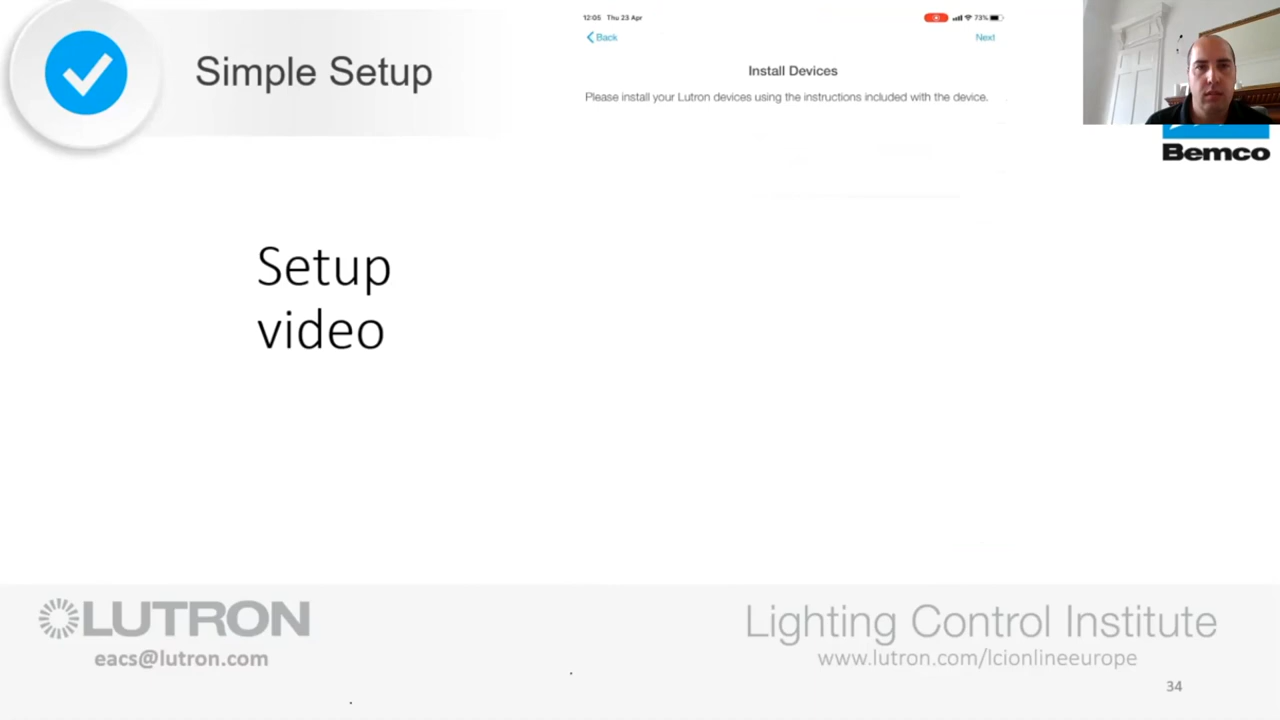 Simple Setup
12:05 Thu 23 Apr
73%
Back
Next
Install Devices
Please install your Lutron devices using the instructions included with the device.
Bemco
Setup
video
LUTRON
eacs@lutron.com
Lighting Control Institute
www.lutron.com/lcionlineeurope
34